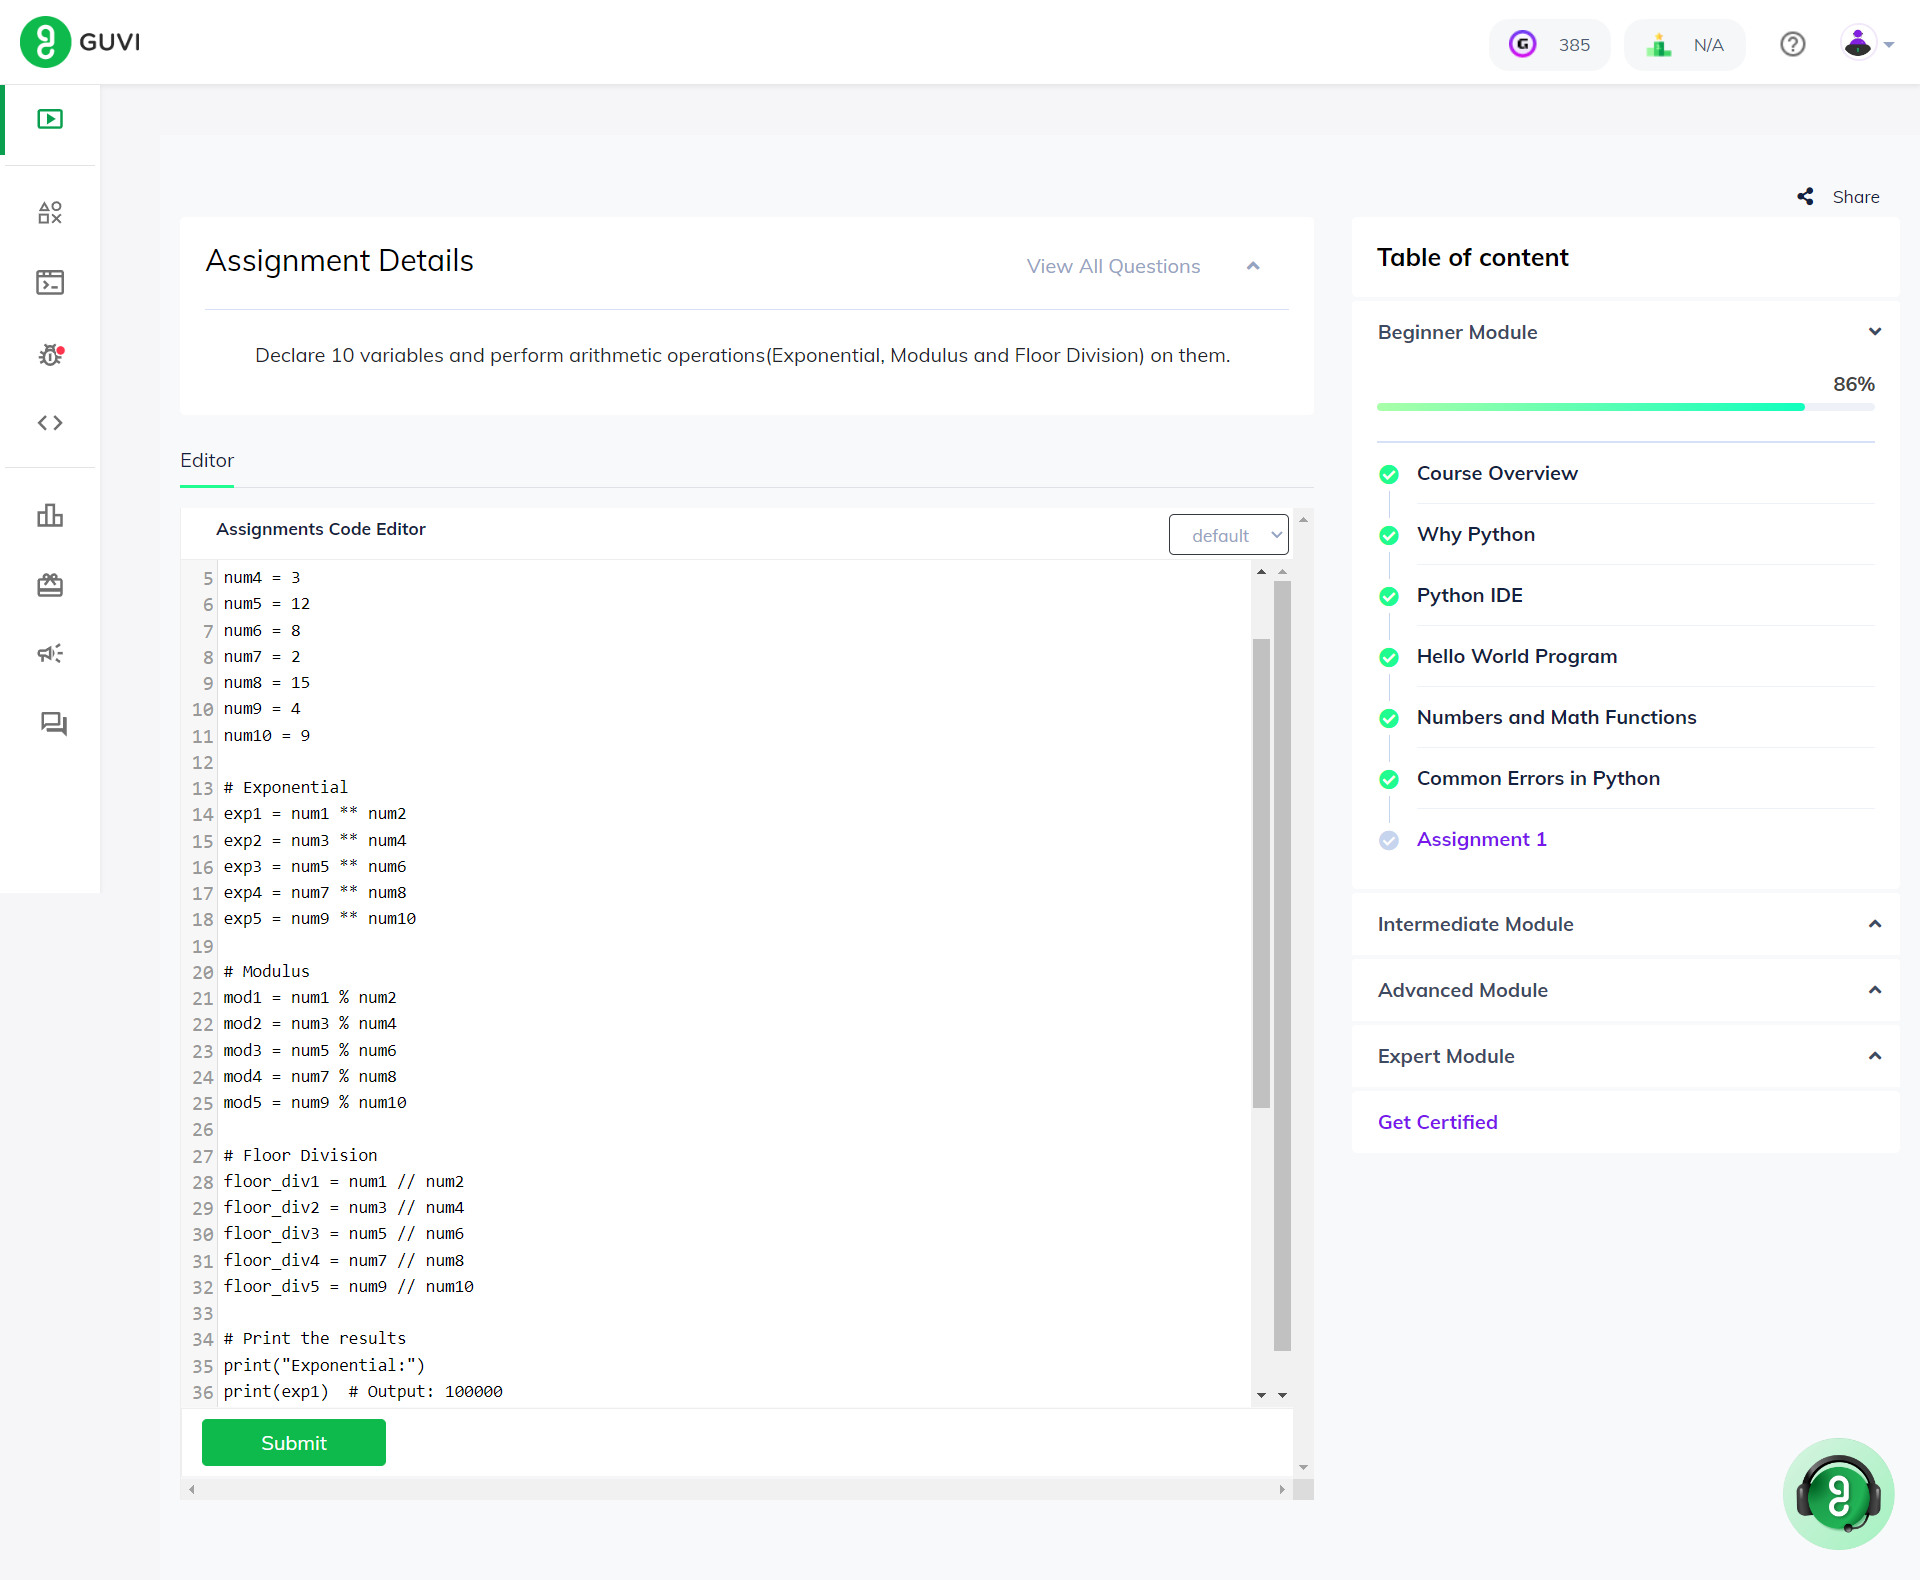 GUVI
385
N/A
Share
Assignment Details
View All Questions
Declare 10 variables and perform arithmetic operations(Exponential, Modulus and Floor Division) on them.
Editor
Assignments Code Editor
default
5 num4 = 3
6 num5 = 12
7 num6 = 8
8 num7 = 2
9 num8 = 15
10 num9 = 4
11 num10 = 9
12
13 # Exponential
14 exp1 = num1 ** num2
15 exp2 = num3 ** num4
16 exp3 = num5 ** num6
17 exp4 = num7 ** num8
18 exp5 = num9 ** num10
19
20 # Modulus
21 mod1 = num1 % num2
22 mod2 = num3 % num4
23 mod3 = num5 % num6
24 mod4 = num7 % num8
25 mod5 = num9 % num10
26
27 # Floor Division
28 floor_div1 = num1 // num2
29 floor_div2 = num3 // num4
30 floor_div3 = num5 // num6
31 floor_div4 = num7 // num8
32 floor_div5 = num9 // num10
33
34 # Print the results
35 print("Exponential:")
36 print(exp1)  # Output: 100000
Submit
Table of content
Beginner Module
86%
Course Overview
Why Python
Python IDE
Hello World Program
Numbers and Math Functions
Common Errors in Python
Assignment 1
Intermediate Module
Advanced Module
Expert Module
Get Certified